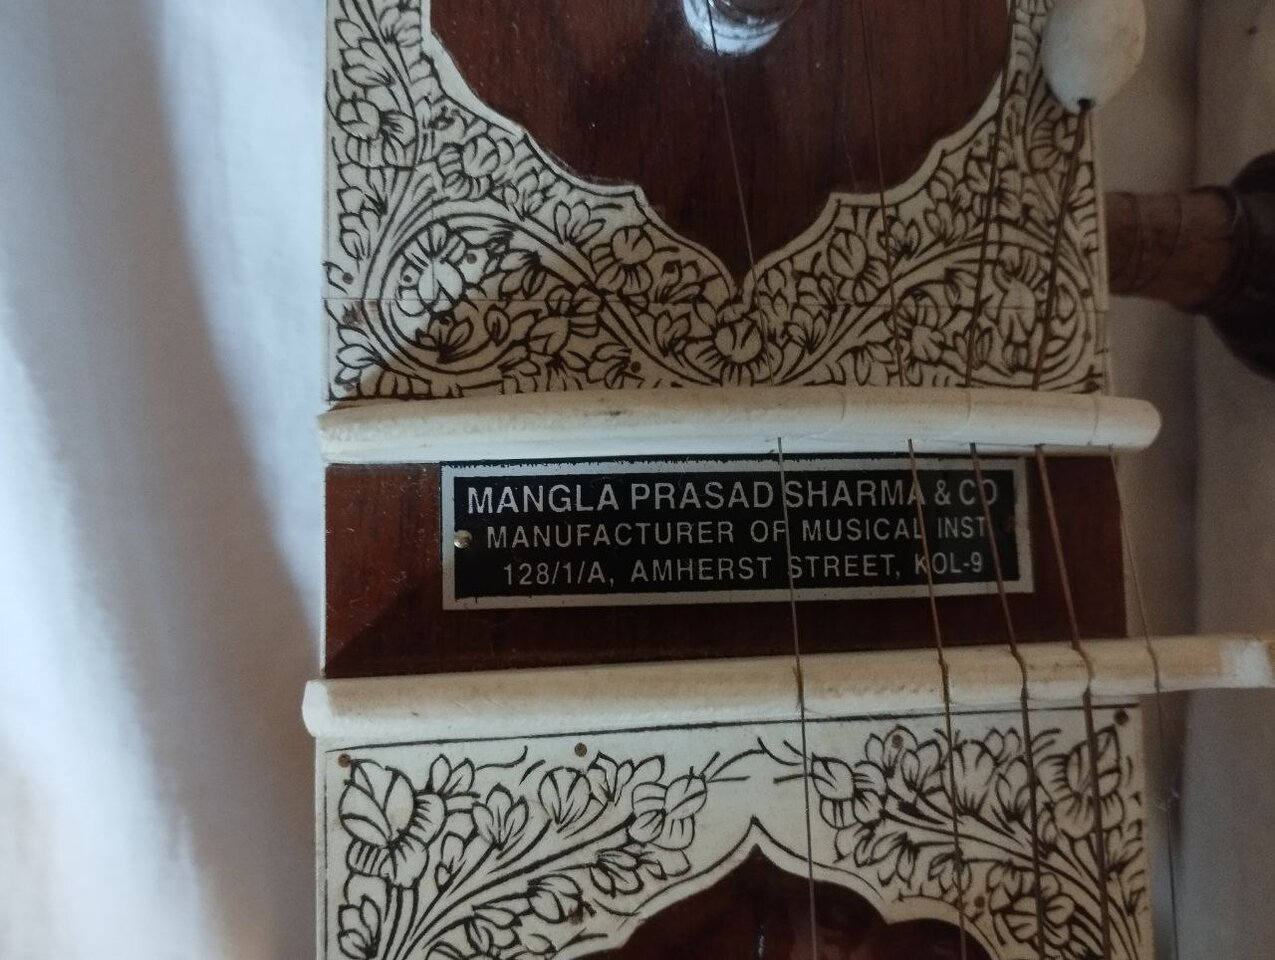 MANGLA PRASAD SHARMA & CO
MANUFACTURER OF MUSICAL INST
128/1/A, AMHERST STREET, KOL-9